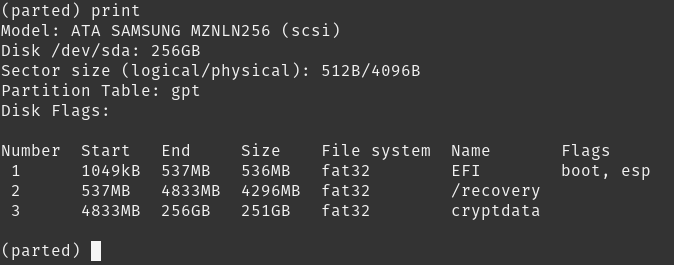 (parted) print
Model: ATA SAMSUNG MZNLN256 (scsi)
Disk /dev/sda: 256GB
Sector size (logical/physical): 512B/4096B
Partition Table: gpt
Disk Flags:
Number  Start   End     Size    File system  Name       Flags
 1      1049kB  537MB   536MB   fat32        EFI        boot, esp
 2      537MB   4833MB  4296MB  fat32        /recovery
 3      4833MB  256GB   251GB   fat32        cryptdata
(parted)